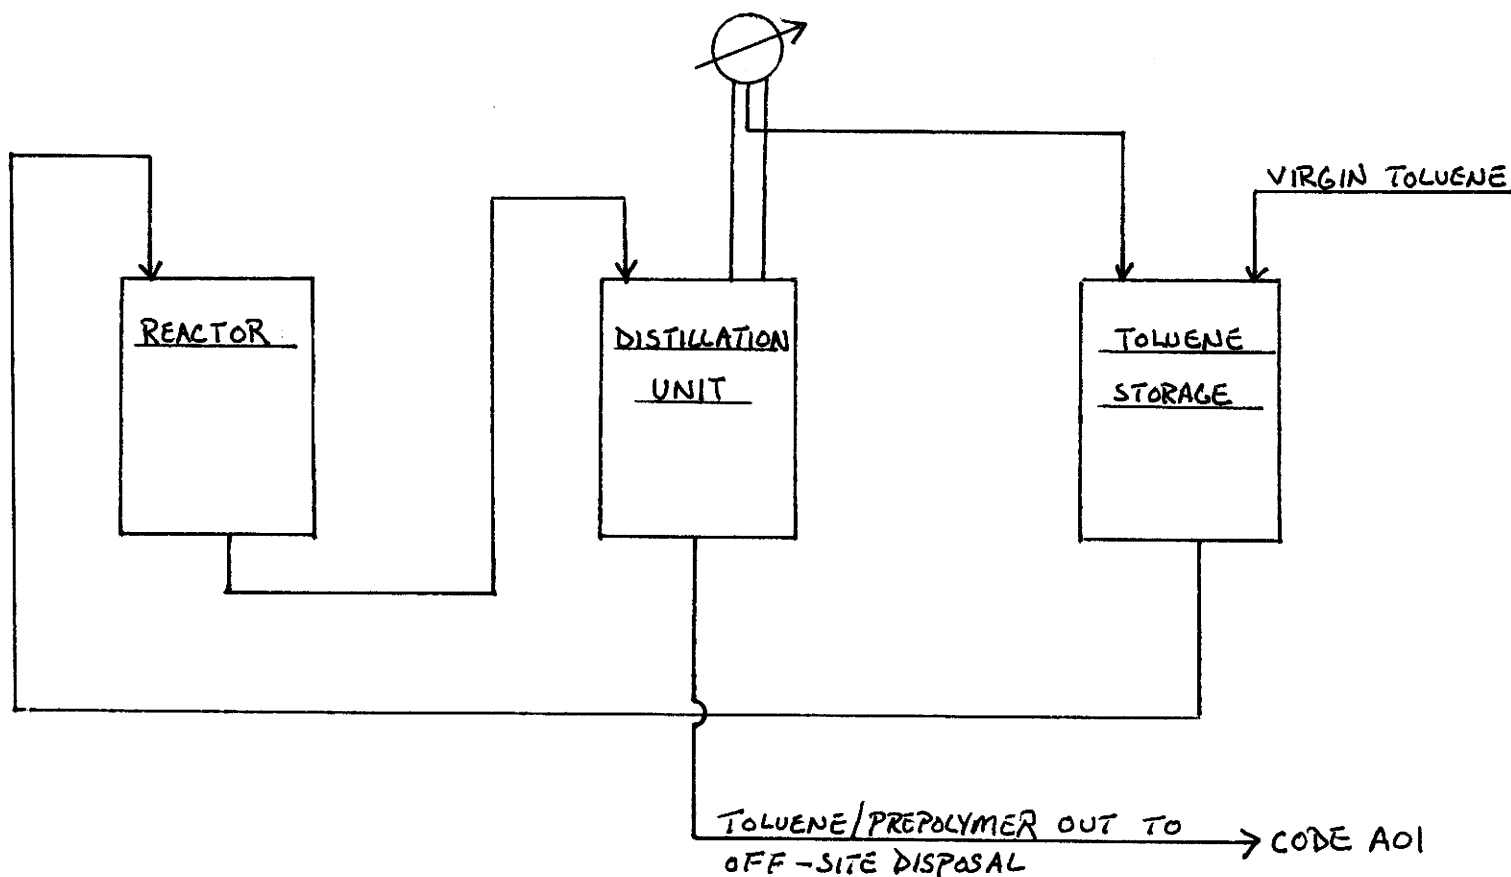 VIRGIN TOLUENE
REACTOR
DISTILLATION
UNIT
TOLUENE
STORAGE
TOLUENE/PREPOLYMER OUT TO
OFF-SITE DISPOSAL
CODE A01